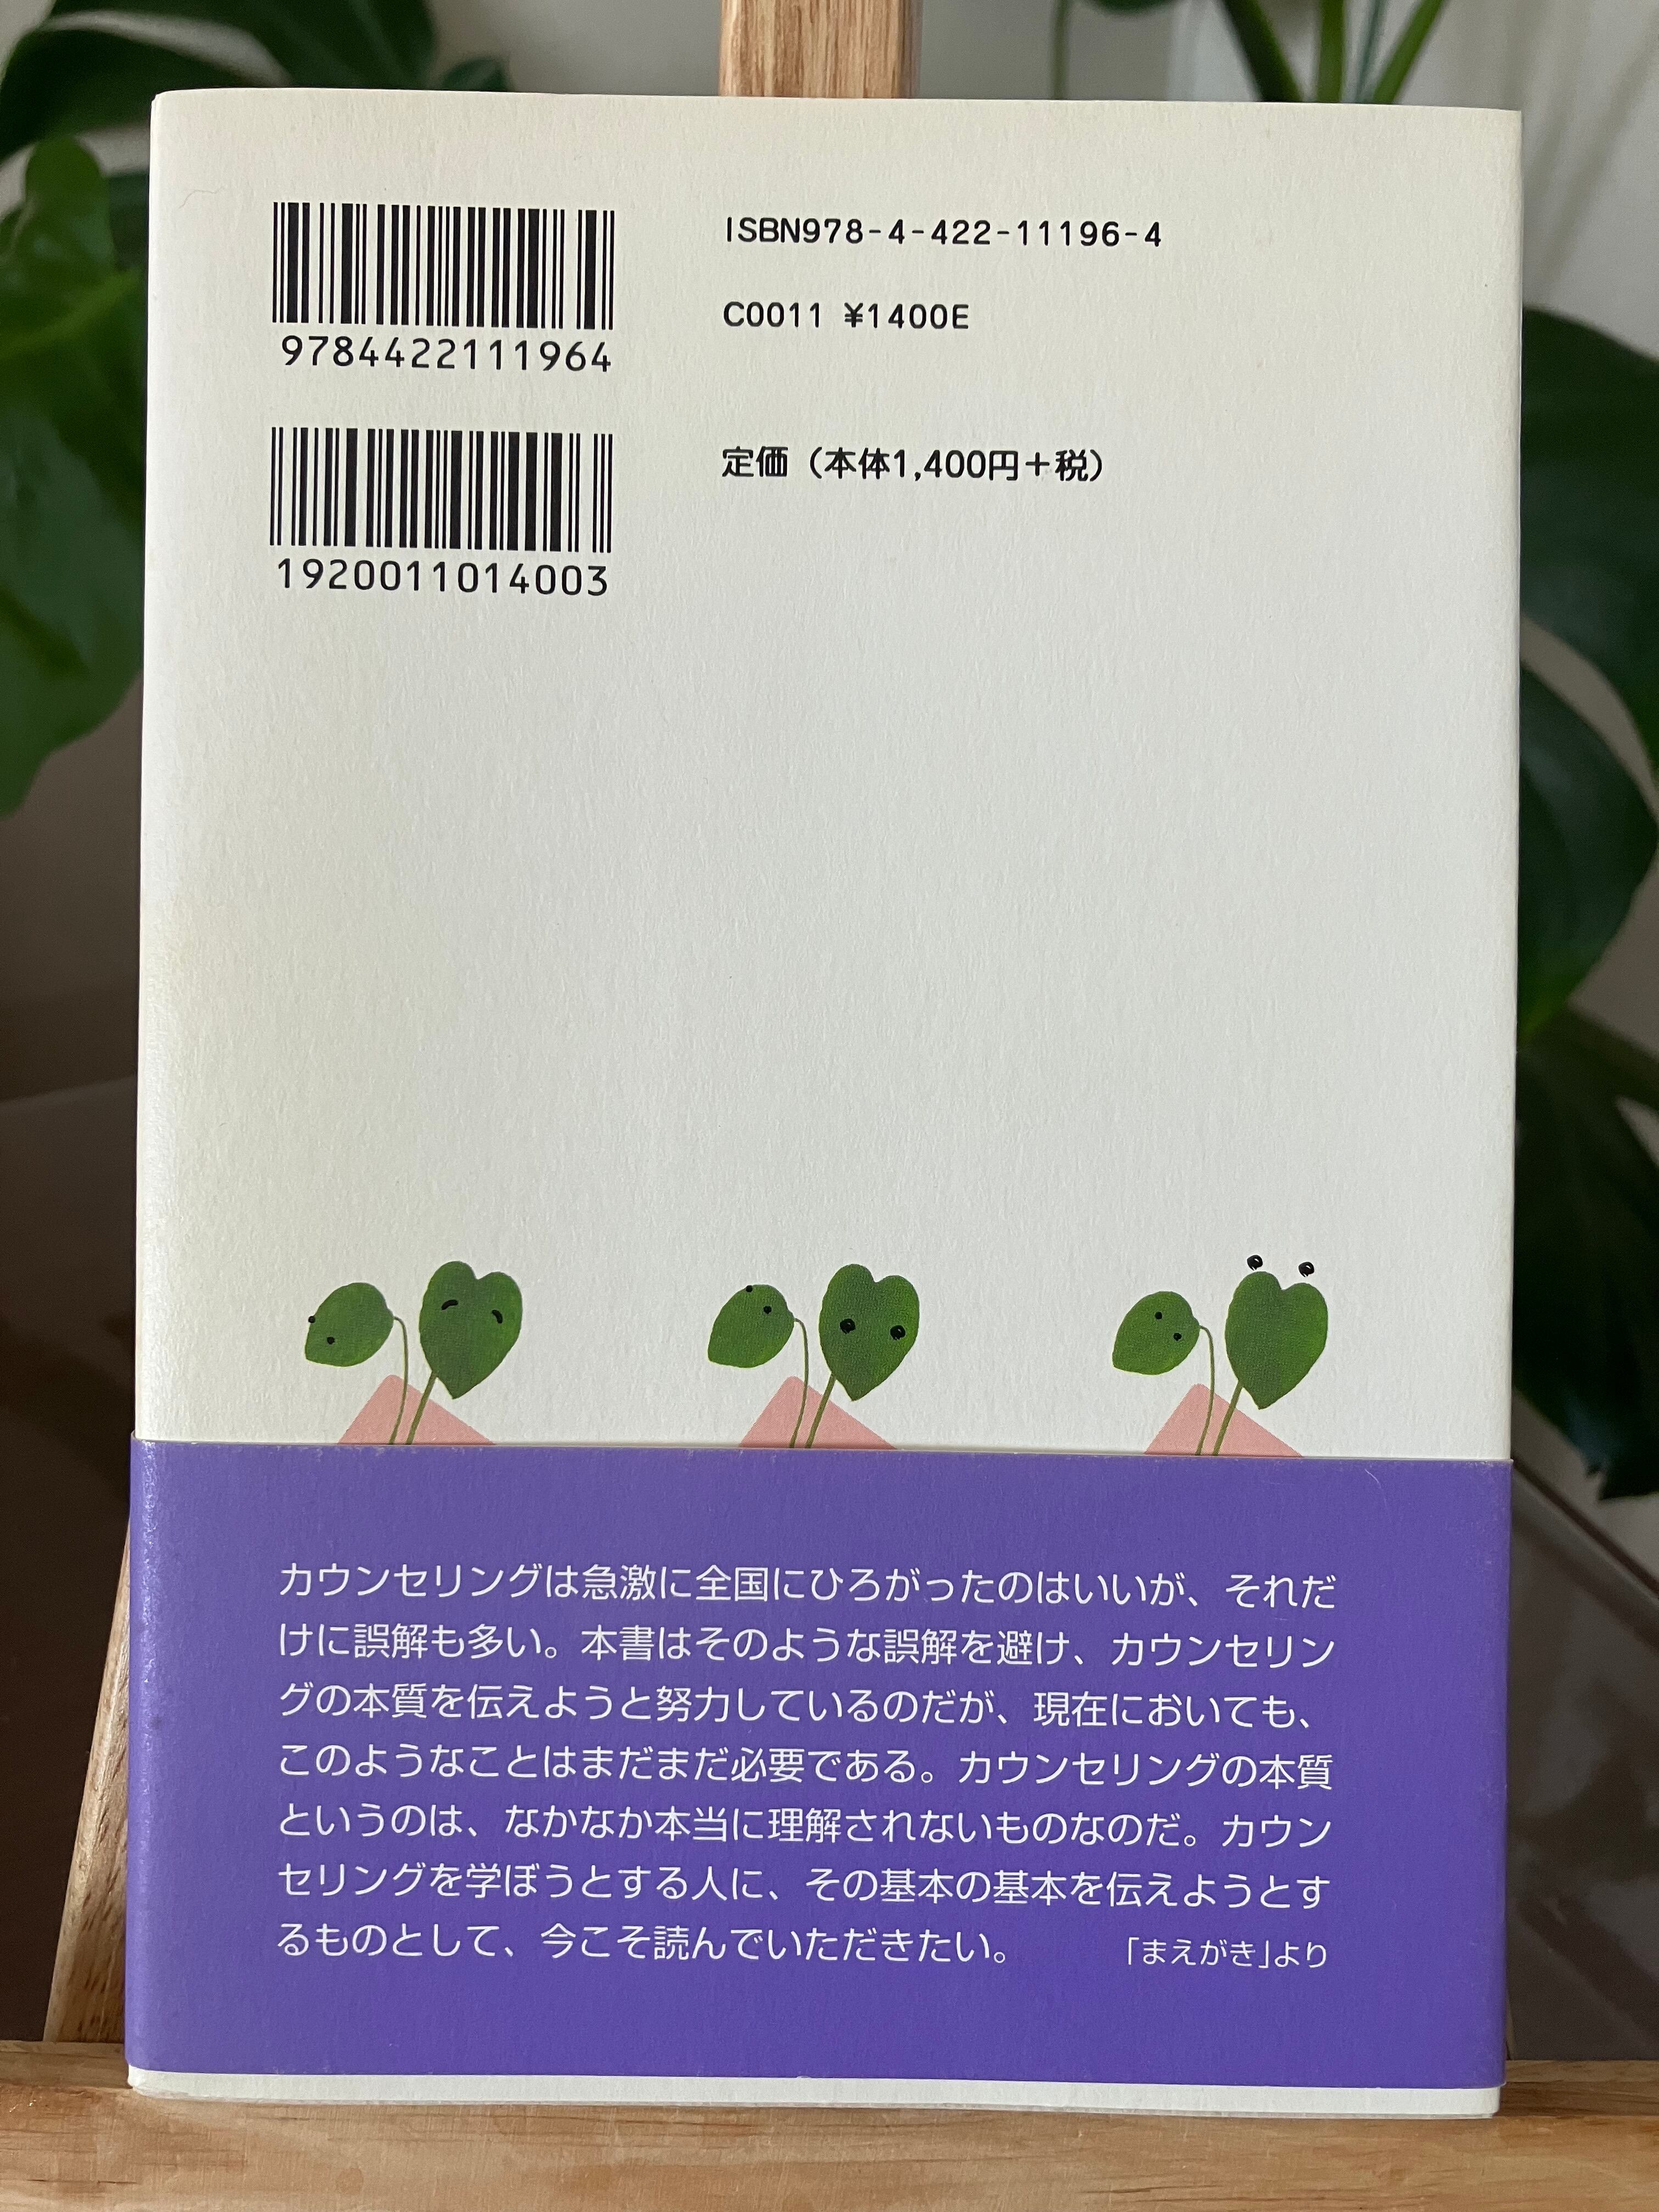 9784422111964
1920011014003
ISBN978-4-422-11196-4
C0011 ¥1400E
定価（本体1,400円＋税）
カウンセリングは急激に全国にひろがったのはいいが、それだ
けに誤解も多い。本書はそのような誤解を避け、カウンセリン
グの本質を伝えようと努力しているのだが、現在においても、
このようなことはまだまだ必要である。カウンセリングの本質
というのは、なかなか本当に理解されないものなのだ。カウン
セリングを学ぼうとする人に、その基本の基本を伝えようとす
るものとして、今こそ読んでいただきたい。
「まえがき」より